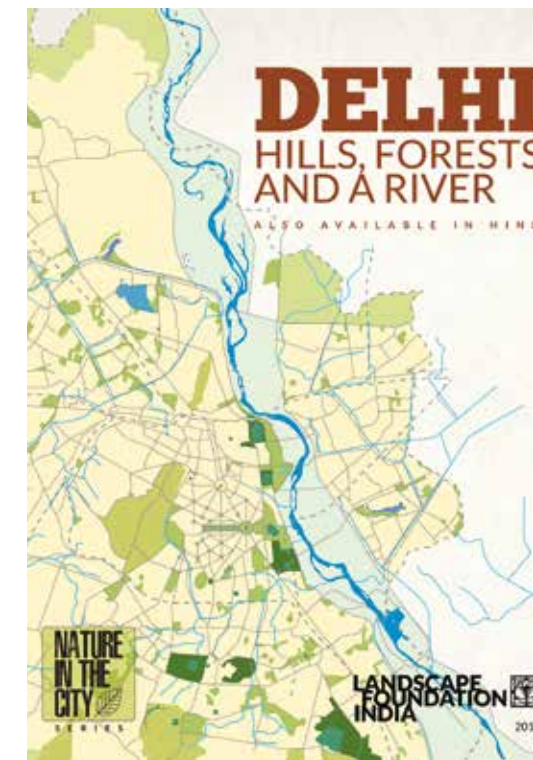 DELHI
HILLS, FORESTS
AND A RIVER
ALSO AVAILABLE IN HIN
NATURE
IN THE
CITY
SERIES
LANDSCAPE
FOUNDATION
INDIA
201